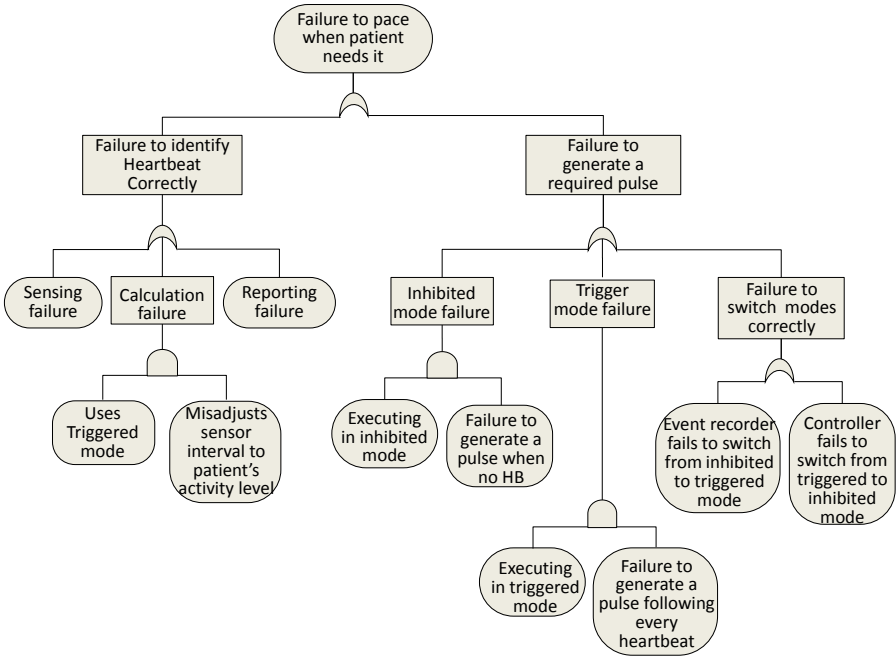 Failure to pace
when patient
needs it
Failure to identify
Heartbeat
Correctly
Failure to
generate a
required pulse
Sensing
failure
Calculation
failure
Reporting
failure
Inhibited
mode failure
Trigger
mode failure
Failure to
switch modes
correctly
Uses
Triggered
mode
Misadjusts
sensor
interval to
patient’s
activity level
Executing
in inhibited
mode
Failure to
generate a
pulse when
no HB
Event recorder
fails to switch
from inhibited
to triggered
mode
Controller
fails to
switch from
triggered to
inhibited
mode
Executing
in triggered
mode
Failure to
generate a
pulse following
every
heartbeat